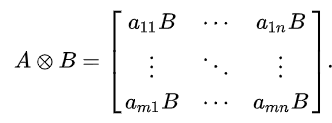 A ⊗ B = [ a₁₁B ⋯ a₁ₙB
⋮ ⋱ ⋮
aₘ₁B ⋯ aₘₙB ].